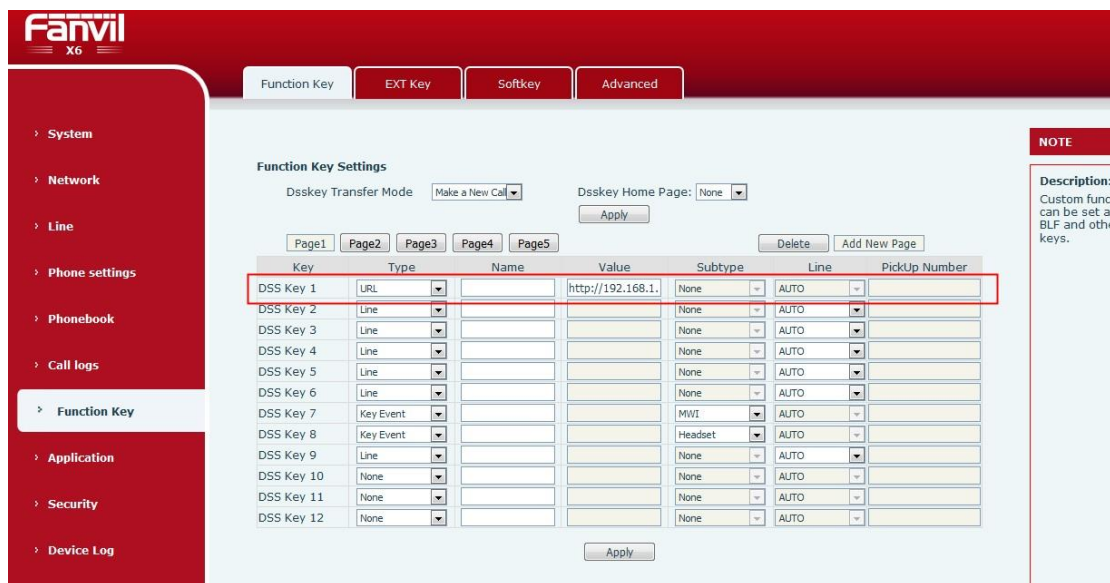 Fanvil
X6
Function Key EXT Key Softkey Advanced
System
Network
Line
Phone settings
Phonebook
Call logs
Function Key
Application
Security
Device Log
Function Key Settings
Dsskey Transfer Mode Make a New Call Dsskey Home Page: None
Apply
Page1 Page2 Page3 Page4 Page5 Delete Add New Page
Key Type Name Value Subtype Line PickUp Number
DSS Key 1 URL http://192.168.1. None AUTO
DSS Key 2 Line None AUTO
DSS Key 3 Line None AUTO
DSS Key 4 Line None AUTO
DSS Key 5 Line None AUTO
DSS Key 6 Line None AUTO
DSS Key 7 Key Event MWI AUTO
DSS Key 8 Key Event Headset AUTO
DSS Key 9 Line None AUTO
DSS Key 10 None None AUTO
DSS Key 11 None None AUTO
DSS Key 12 None None AUTO
Apply
NOTE
Description:
Custom func
can be set a
BLF and othe
keys.